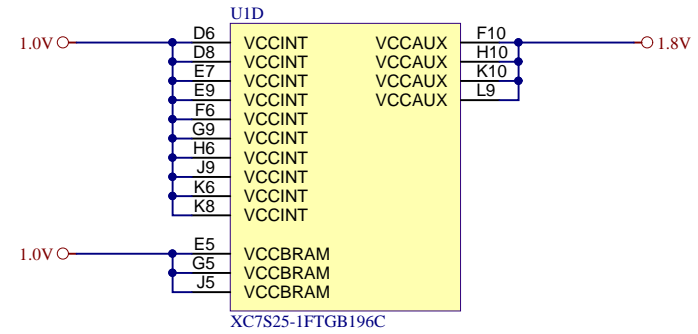 U1D
1.0V D6 VCCINT VCCAUX F10 1.8V
D8 VCCINT VCCAUX H10
E7 VCCINT VCCAUX K10
E9 VCCINT VCCAUX L9
F6 VCCINT
G9 VCCINT
H6 VCCINT
J9 VCCINT
K6 VCCINT
K8 VCCINT
1.0V E5 VCCBRAM
G5 VCCBRAM
J5 VCCBRAM
XC7S25-1FTGB196C